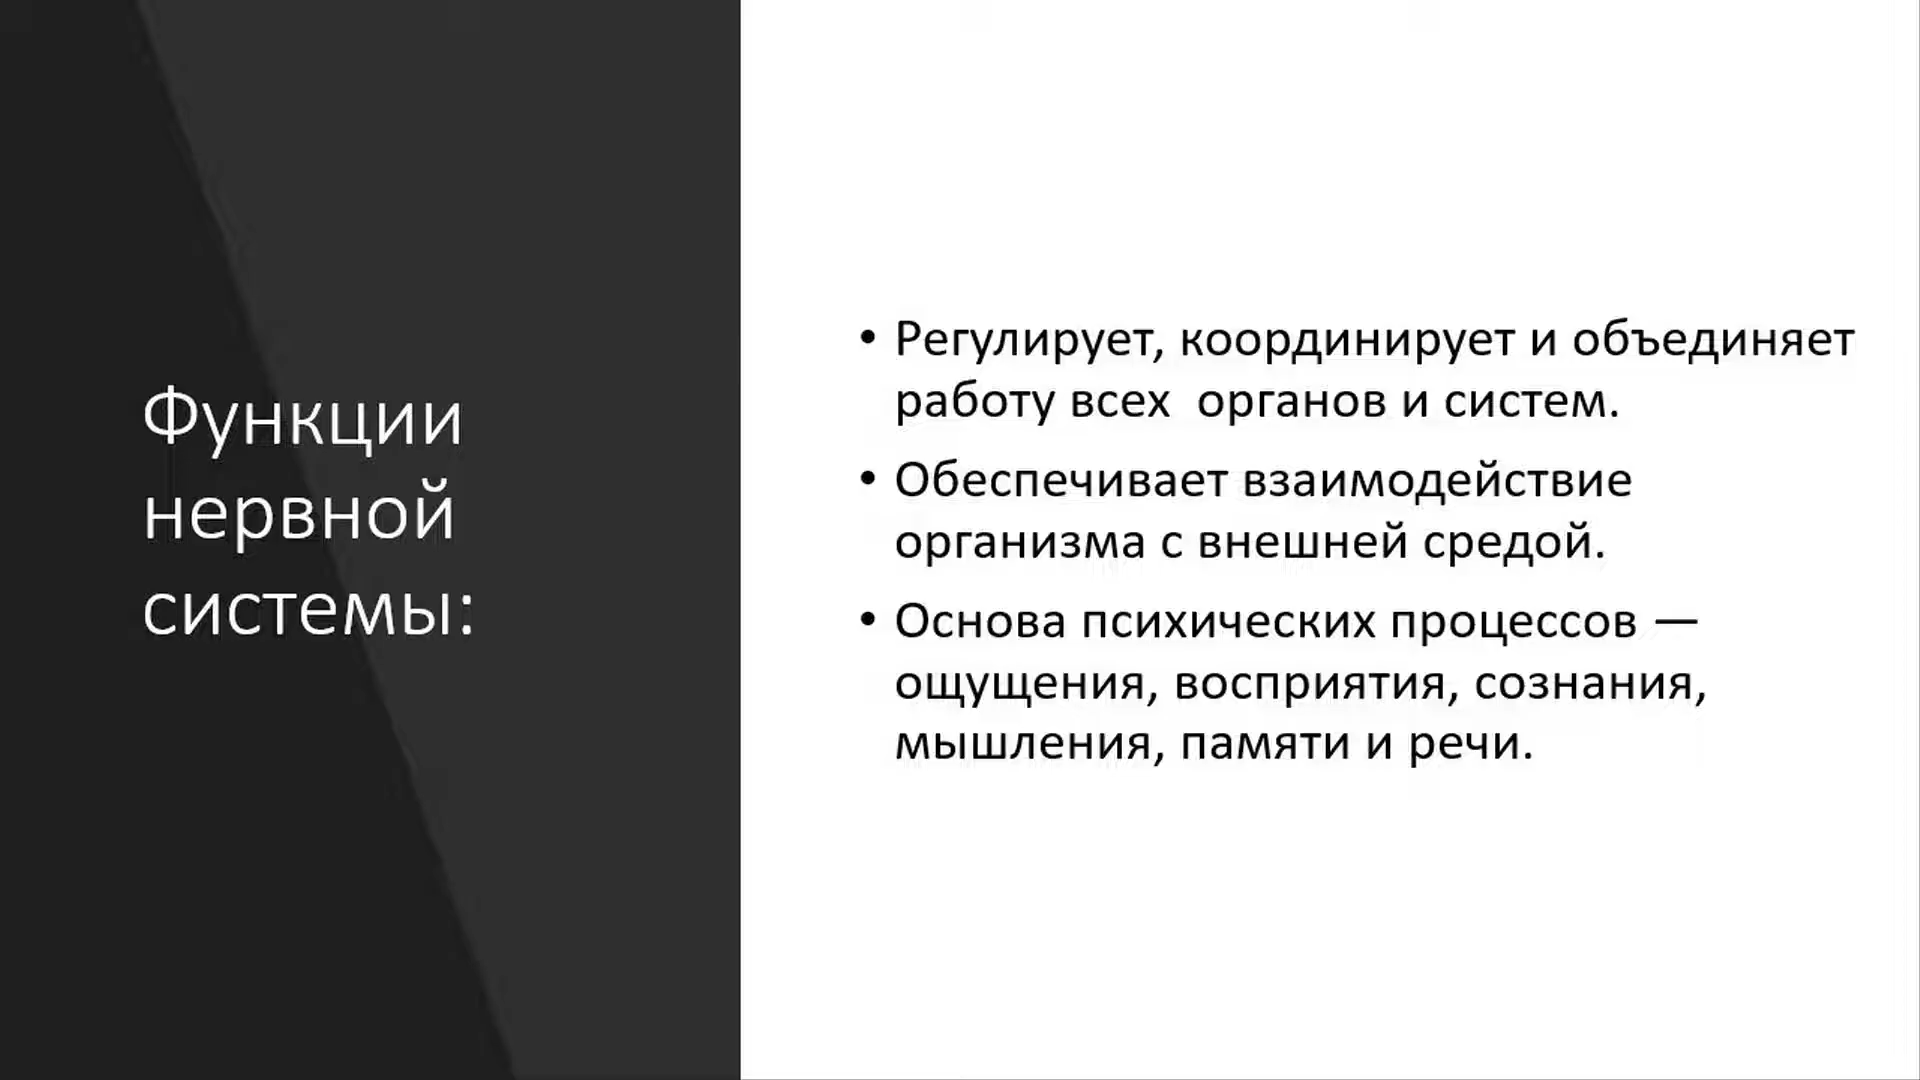 Функции
нервной
системы:
• Регулирует, координирует и объединяет
работу всех  органов и систем.
• Обеспечивает взаимодействие
организма с внешней средой.
• Основа психических процессов —
ощущения, восприятия, сознания,
мышления, памяти и речи.